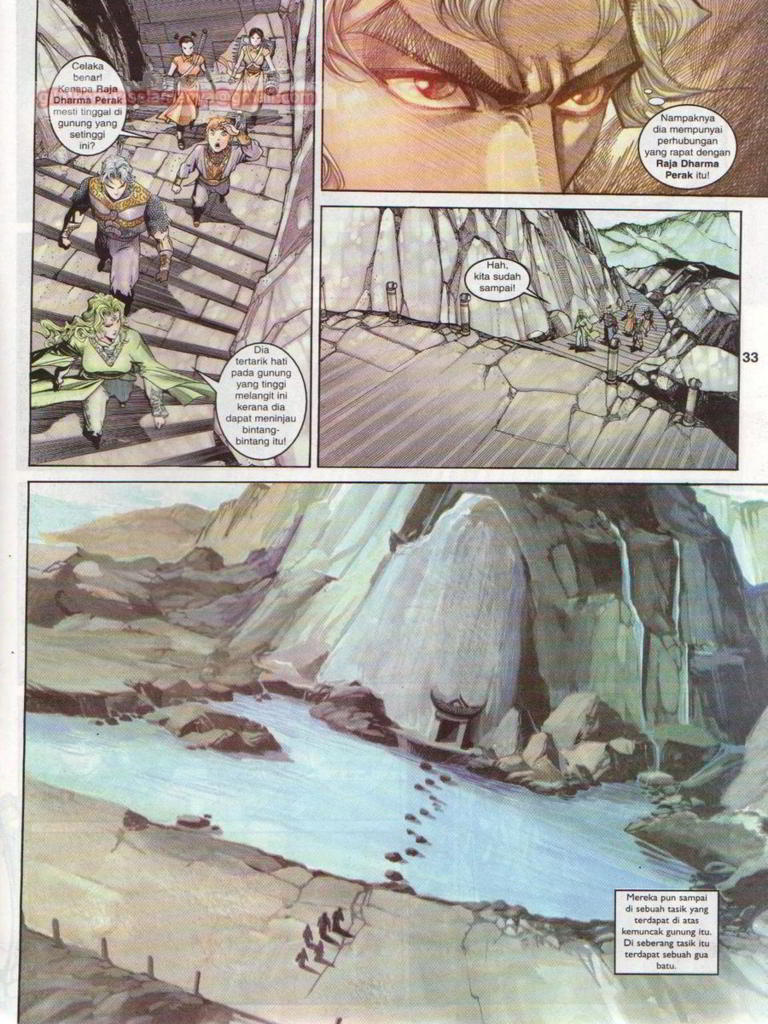 Celaka
benar!
Kenapa Raja
Dharma Perak
mesti tinggal di
gunung yang
setinggi
ini?
Dia
tertarik hati
pada gunung
yang tinggi
melangit ini
kerana dia
dapat meninjau
bintang-
bintang itu!
Nampaknya
dia mempunyai
perhubungan
yang rapat dengan
Raja Dharma
Perak itu!
Hah,
kita sudah
sampai!
33
Mereka pun sampai
di sebuah tasik yang
terdapat di atas
kemuncak gunung itu.
Di seberang tasik itu
terdapat sebuah gua
batu.